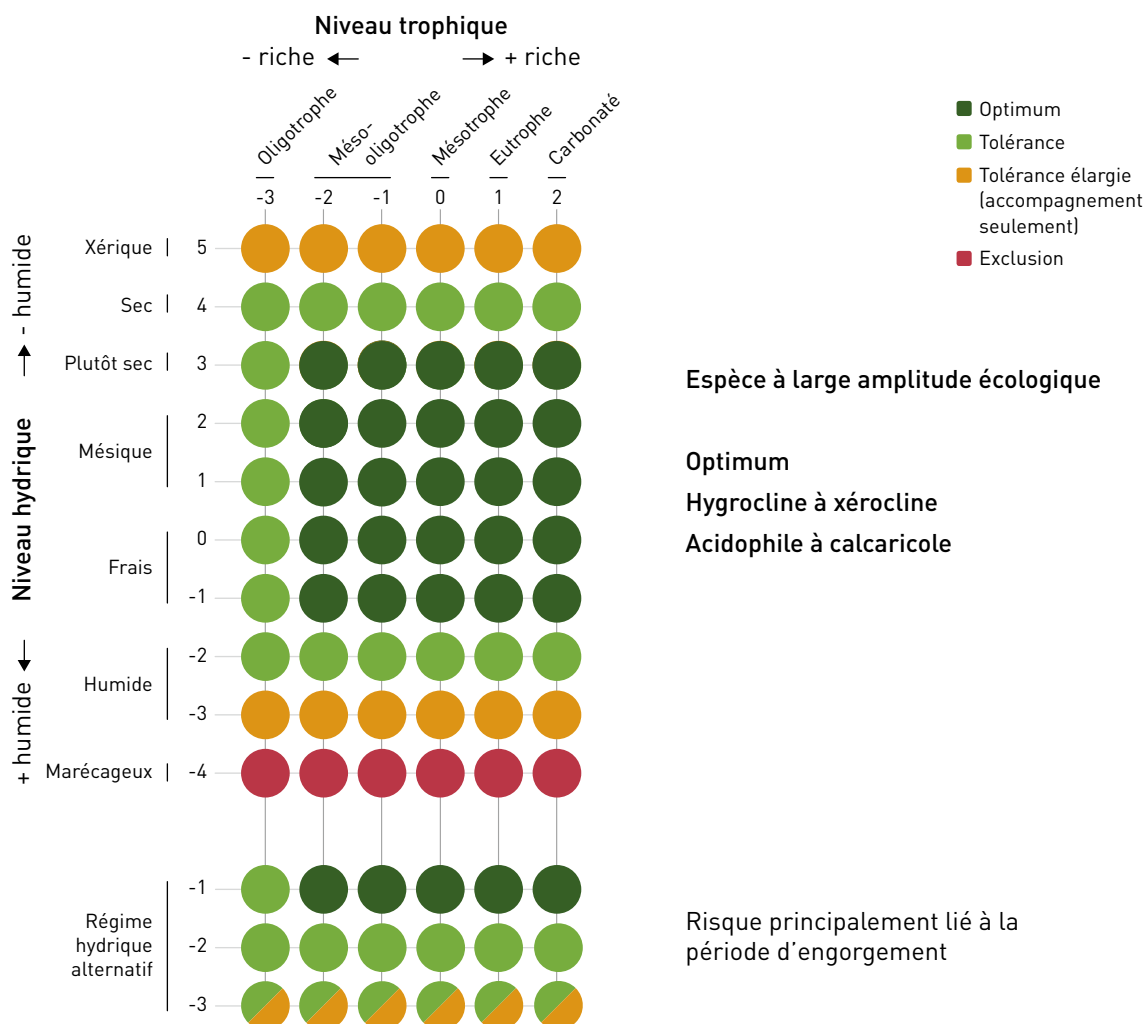 Niveau trophique
- riche ← → + riche
Oligotrophe
Méso-
oligotrophe
Mésotrophe
Eutrophe
Carbonaté
-3 -2 -1 0 1 2
Optimum
Tolérance
Tolérance élargie
(accompagnement
seulement)
Exclusion
Niveau hydrique
→ - humide
+ humide ←
Xérique 5
Sec 4
Plutôt sec 3
Mésique
2
1
Frais
0
-1
Humide
-2
-3
Marécageux -4
Régime
hydrique
alternatif
-1
-2
-3
Espèce à large amplitude écologique
Optimum
Hygrocline à xérocline
Acidophile à calcaricole
Risque principalement lié à la
période d'engorgement